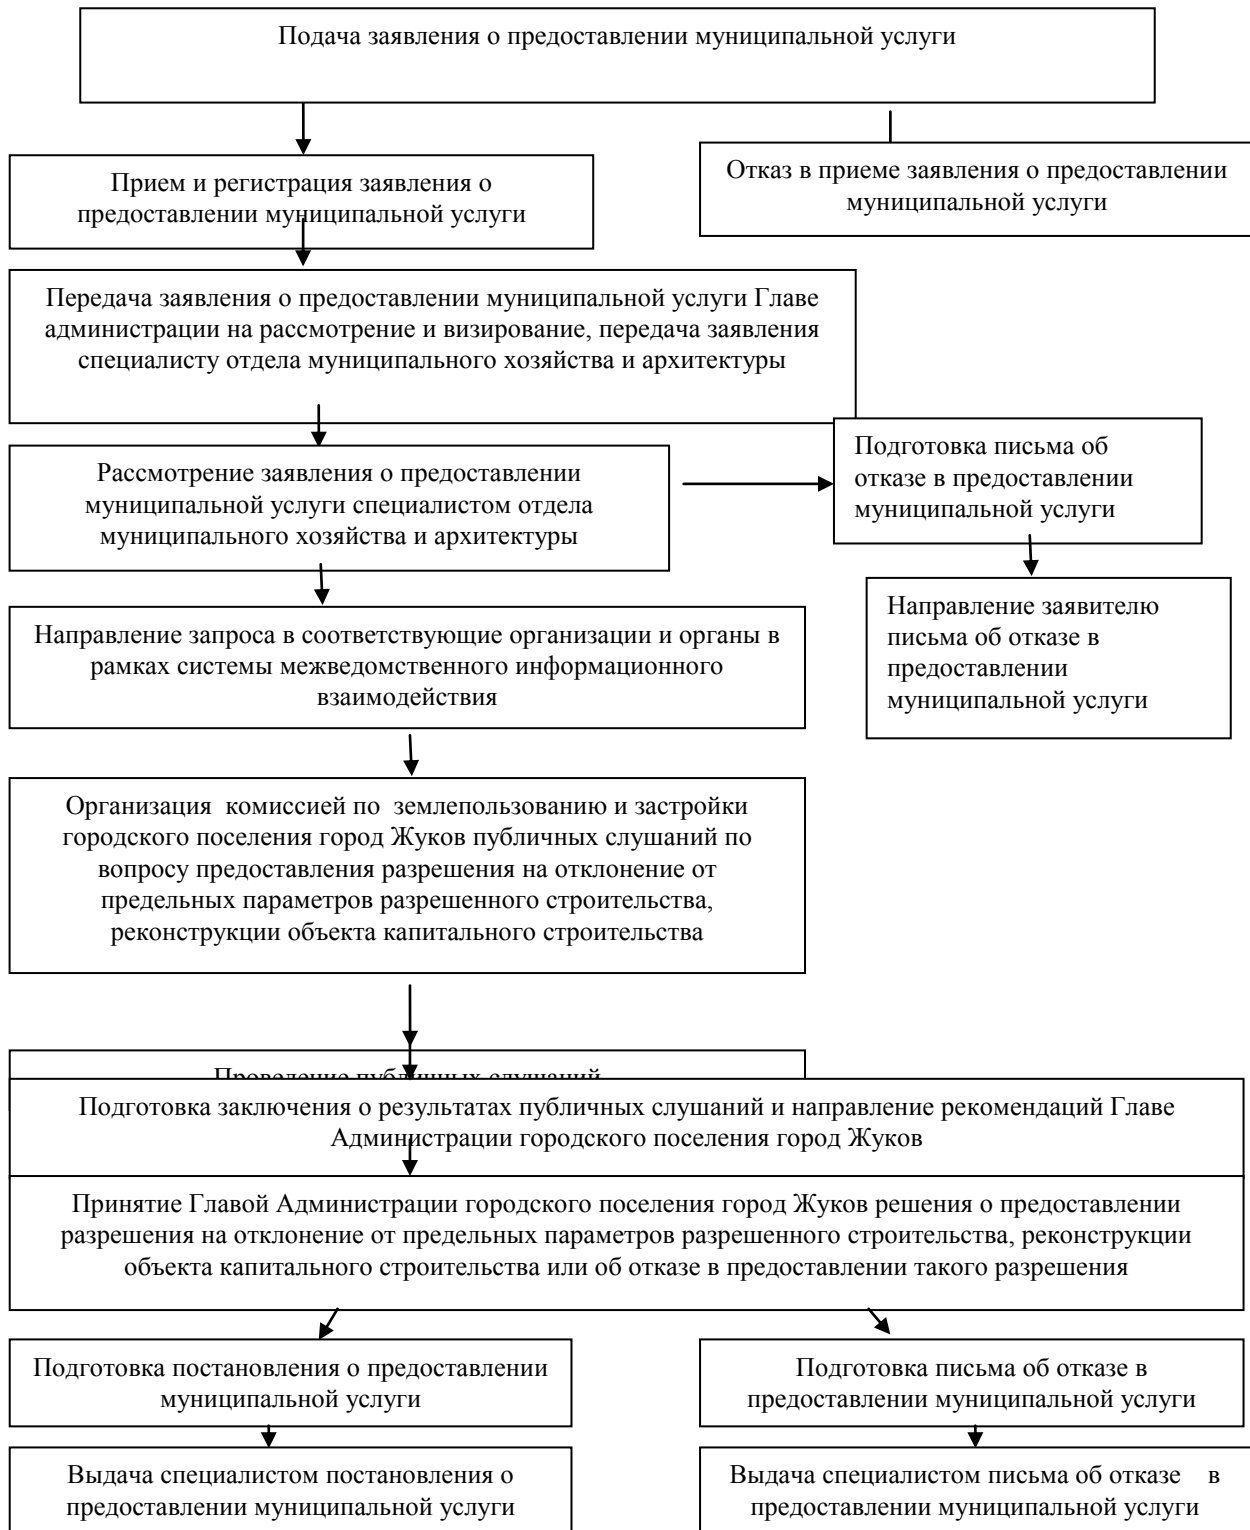 Подача заявления о предоставлении муниципальной услуги
Прием и регистрация заявления о
предоставлении муниципальной услуги
Отказ в приеме заявления о предоставлении
муниципальной услуги
Передача заявления о предоставлении муниципальной услуги Главе
администрации на рассмотрение и визирование, передача заявления
специалисту отдела муниципального хозяйства и архитектуры
Рассмотрение заявления о предоставлении
муниципальной услуги специалистом отдела
муниципального хозяйства и архитектуры
Подготовка письма об
отказе в предоставлении
муниципальной услуги
Направление заявителю
письма об отказе в
предоставлении
муниципальной услуги
Направление запроса в соответствующие организации и органы в
рамках системы межведомственного информационного
взаимодействия
Организация комиссией по землепользованию и застройки
городского поселения город Жуков публичных слушаний по
вопросу предоставления разрешения на отклонение от
предельных параметров разрешенного строительства,
реконструкции объекта капитального строительства
Проведение публичных слушаний
Подготовка заключения о результатах публичных слушаний и направление рекомендаций Главе
Администрации городского поселения город Жуков
Принятие Главой Администрации городского поселения город Жуков решения о предоставлении
разрешения на отклонение от предельных параметров разрешенного строительства, реконструкции
объекта капитального строительства или об отказе в предоставлении такого разрешения
Подготовка постановления о предоставлении
муниципальной услуги
Подготовка письма об отказе в
предоставлении муниципальной услуги
Выдача специалистом постановления о
предоставлении муниципальной услуги
Выдача специалистом письма об отказе в
предоставлении муниципальной услуги